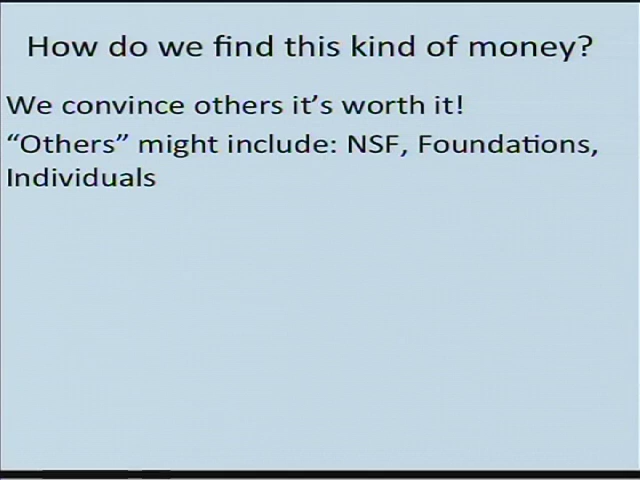 How do we find this kind of money?
We convince others it's worth it!
“Others” might include: NSF, Foundations,
Individuals